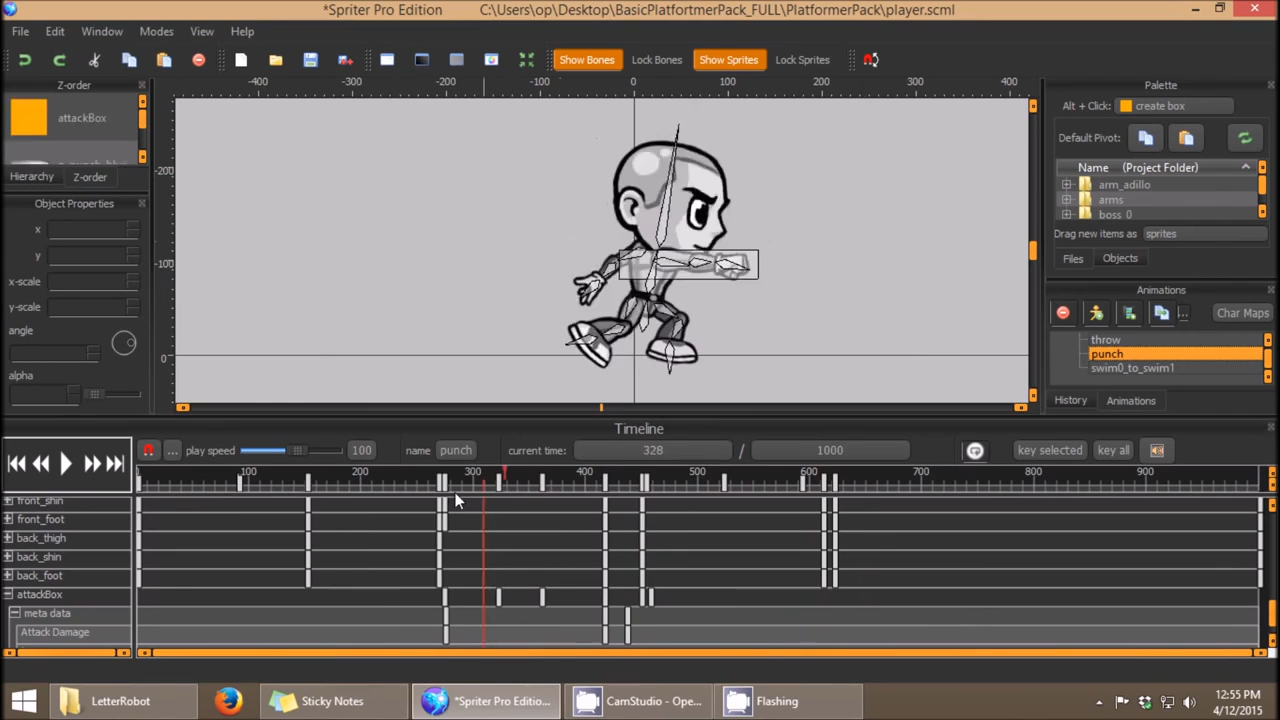 *Spriter Pro Edition C:\Users\op\Desktop\BasicPlatfortmerPack_FULL\PlatformerPack\player.scml
File Edit Window Modes View Help
Show Bones Lock Bones Show Sprites Lock Sprites
Z-order
attackBox
Hierarchy Z-order
Object Properties
x
y
x-scale
y-scale
angle
alpha
-400 -300 -200 -100 0 100 200 300 400
-200
-100
0
Palette
Alt + Click: create box
Default Pivot:
Name (Project Folder)
arm_adillo
arms
boss_0
Drag new items as sprites
Files Objects
Animations
... Char Maps
throw
punch
swim0_to_swim1
History Animations
Timeline
... play speed 100 name punch current time: 328 / 1000 key selected key all
100 200 300 400 500 600 700 800 900
front_shin
front_foot
back_thigh
back_shin
back_foot
attackBox
meta data
Attack Damage
LetterRobot Sticky Notes *Spriter Pro Editio... CamStudio - Ope... Flashing
12:55 PM
4/12/2015